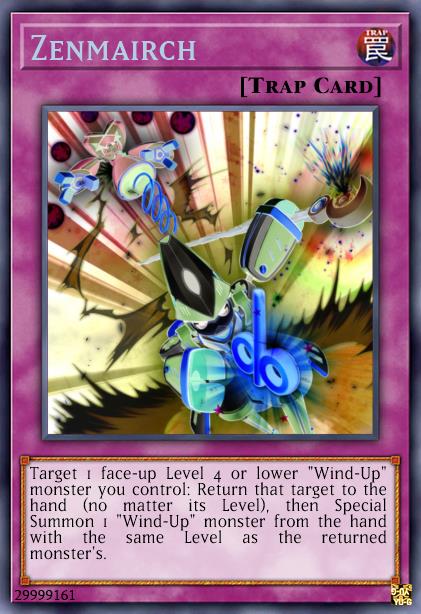 Zenmairch
TRAP
罠
[Trap Card]
Target 1 face-up Level 4 or lower "Wind-Up"
monster you control: Return that target to the
hand (no matter its Level), then Special
Summon 1 "Wind-Up" monster from the hand
with the same Level as the returned
monster's.
29999161